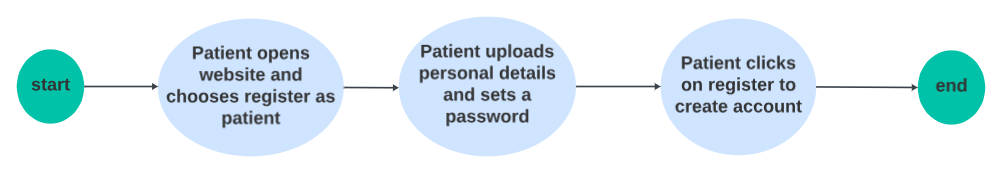 start
Patient opens
website and
chooses register as
patient
Patient uploads
personal details
and sets a
password
Patient clicks
on register to
create account
end